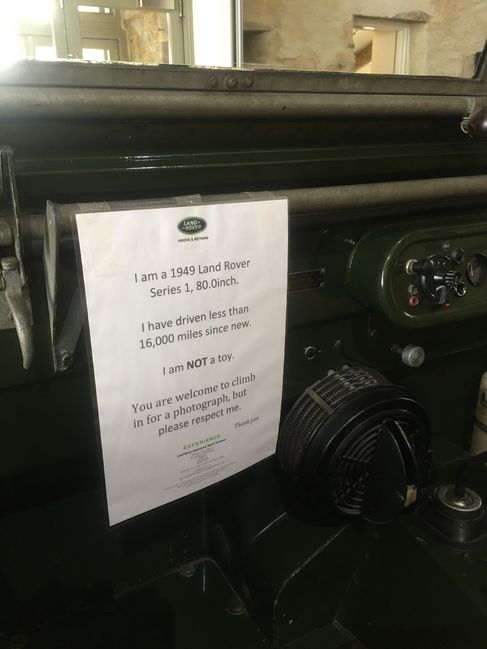 LAND-
ROVER
ABOVE & BEYOND
I am a 1949 Land Rover
Series 1, 80.0inch.
I have driven less than
16,000 miles since new.
I am NOT a toy.
You are welcome to climb
in for a photograph, but
please respect me.
Thank you
EXPERIENCE